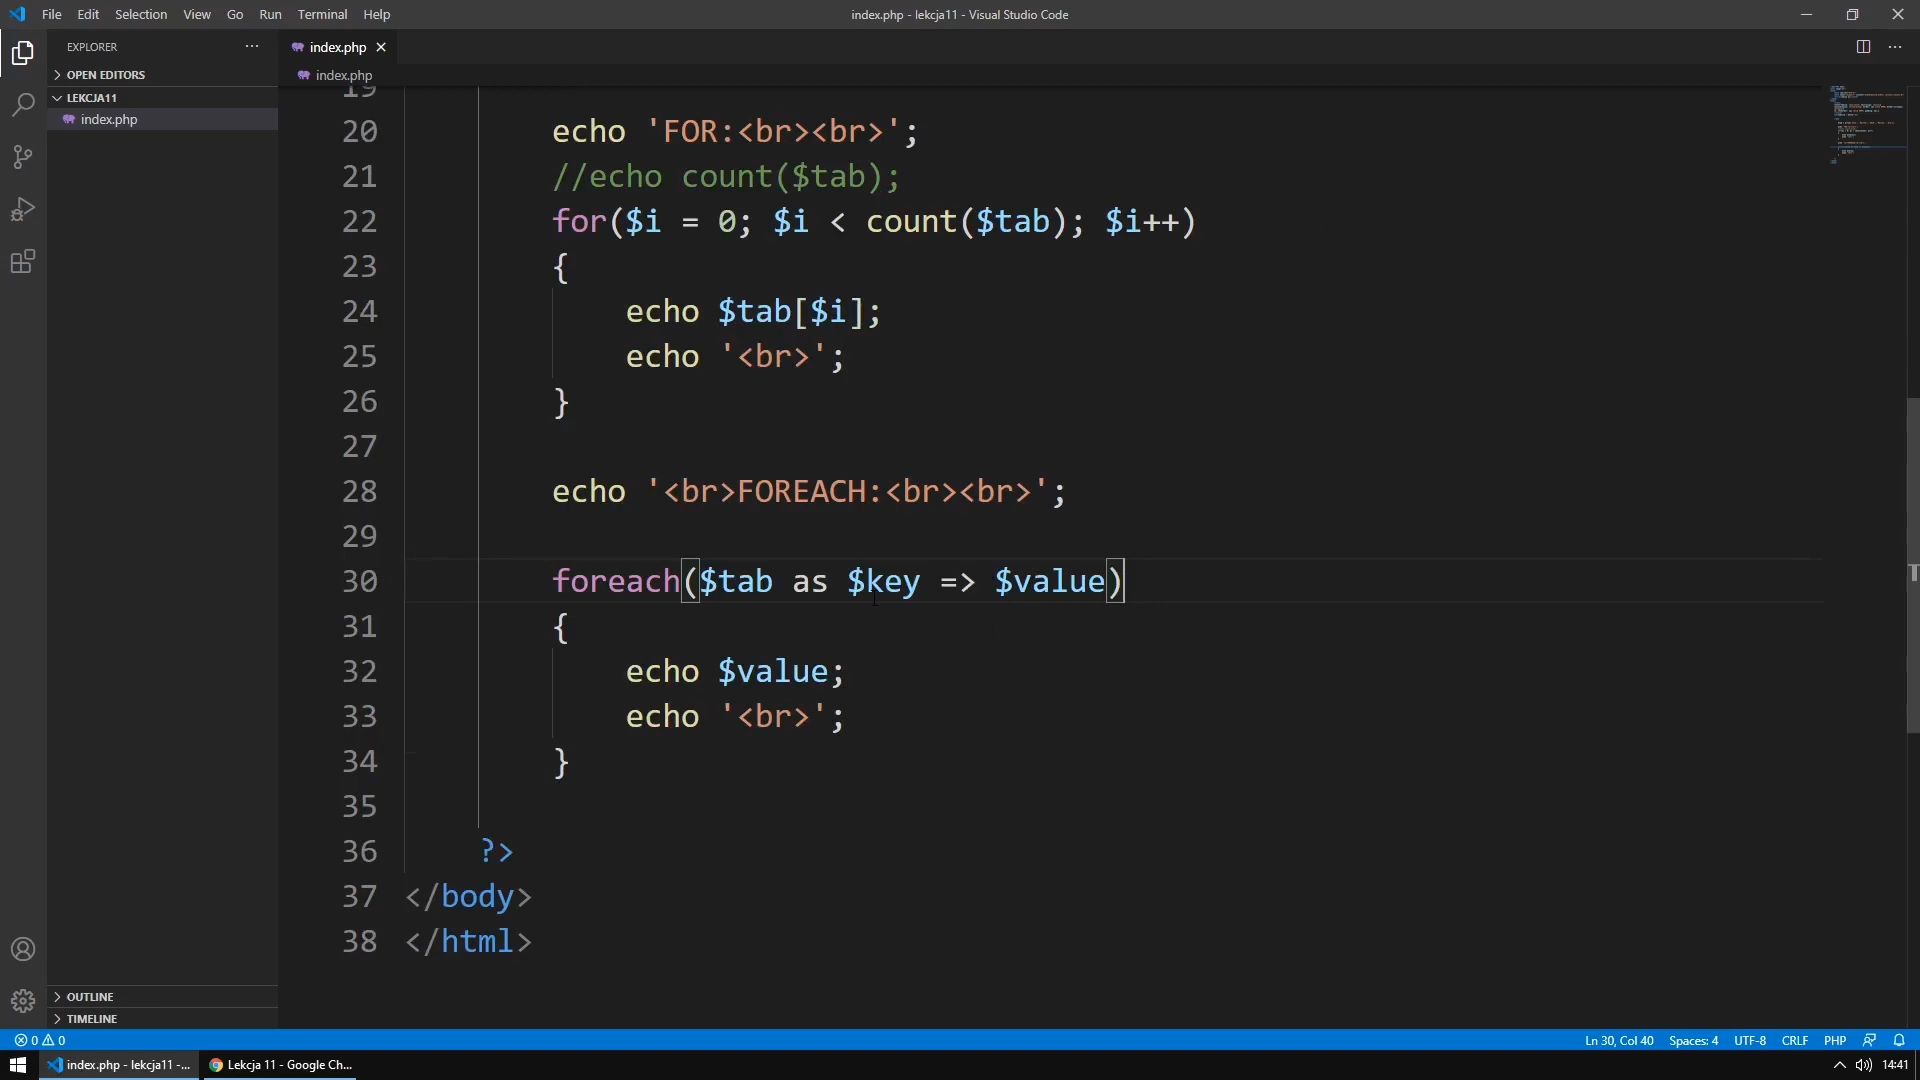 File Edit Selection View Go Run Terminal Help
index.php - lekcja11 - Visual Studio Code
EXPLORER
OPEN EDITORS
LEKCJA11
index.php
index.php
index.php
19
20 echo 'FOR:<br><br>';
21 //echo count($tab);
22 for($i = 0; $i < count($tab); $i++)
23 {
24 echo $tab[$i];
25 echo '<br>';
26 }
27
28 echo '<br>FOREACH:<br><br>';
29
30 foreach($tab as $key => $value)
31 {
32 echo $value;
33 echo '<br>';
34 }
35
36 ?>
37 </body>
38 </html>
OUTLINE
TIMELINE
0 0
Ln 30, Col 40 Spaces: 4 UTF-8 CRLF PHP
index.php - lekcja11 -...
Lekcja 11 - Google Ch...
14:41